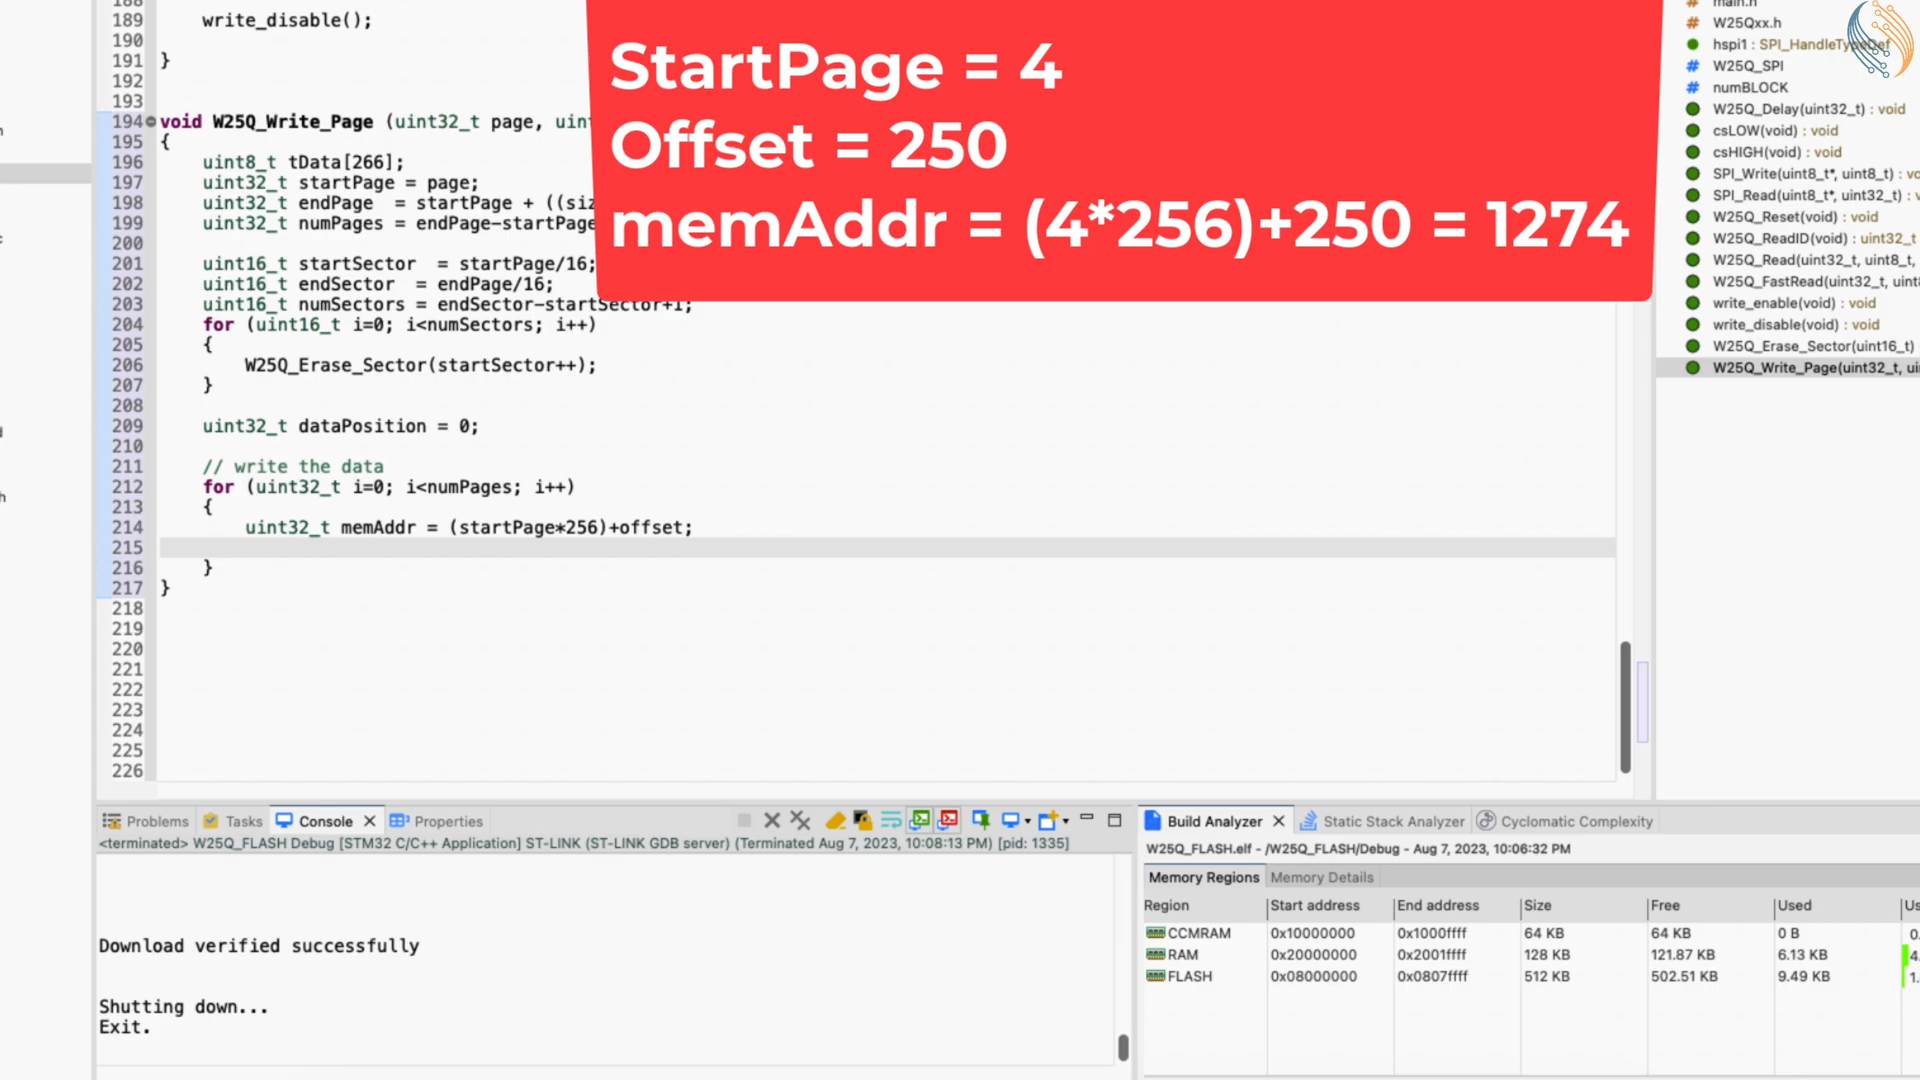 188
189 write_disable();
190
191 }
192
193
194 void W25Q_Write_Page (uint32_t page,
195 {
196 uint8_t tData[266];
197 uint32_t startPage = page;
198 uint32_t endPage = startPage +
199 uint32_t numPages = endPage-startPage
200
201 uint16_t startSector = startPage/16;
202 uint16_t endSector = endPage/16;
203 uint16_t numSectors = endSector-startSector+1;
204 for (uint16_t i=0; i<numSectors; i++)
205 {
206 W25Q_Erase_Sector(startSector++);
207 }
208
209 uint32_t dataPosition = 0;
210
211 // write the data
212 for (uint32_t i=0; i<numPages; i++)
213 {
214 uint32_t memAddr = (startPage*256)+offset;
215
216 }
217 }
218
219
220
221
222
223
224
225
226
StartPage = 4
Offset = 250
memAddr = (4*256)+250 = 1274
main.h
W25Qxx.h
hspi1 : SPI_HandleTypeDef
W25Q_SPI
numBLOCK
W25Q_Delay(uint32_t) : void
csLOW(void) : void
csHIGH(void) : void
SPI_Write(uint8_t*, uint8_t) :
SPI_Read(uint8_t*, uint32_t) :
W25Q_Reset(void) : void
W25Q_ReadID(void) : uint32_t
W25Q_Read(uint32_t, uint8_t,
W25Q_FastRead(uint32_t,
write_enable(void) : void
write_disable(void) : void
W25Q_Erase_Sector(uint16_t)
W25Q_Write_Page(uint32_t,
Problems Tasks Console Properties
<terminated> W25Q_FLASH Debug [STM32 C/C++ Application] ST-LINK (ST-LINK GDB server) (Terminated Aug 7, 2023, 10:08:13 PM) [pid: 1335]
Download verified successfully
Shutting down...
Exit.
Build Analyzer Static Stack Analyzer Cyclomatic Complexity
W25Q_FLASH.elf - /W25Q_FLASH/Debug - Aug 7, 2023, 10:06:32 PM
Memory Regions Memory Details
Region Start address End address Size Free Used
CCMRAM 0x10000000 0x1000ffff 64 KB 64 KB 0 B
RAM 0x20000000 0x2001ffff 128 KB 121.87 KB 6.13 KB
FLASH 0x08000000 0x0807ffff 512 KB 502.51 KB 9.49 KB